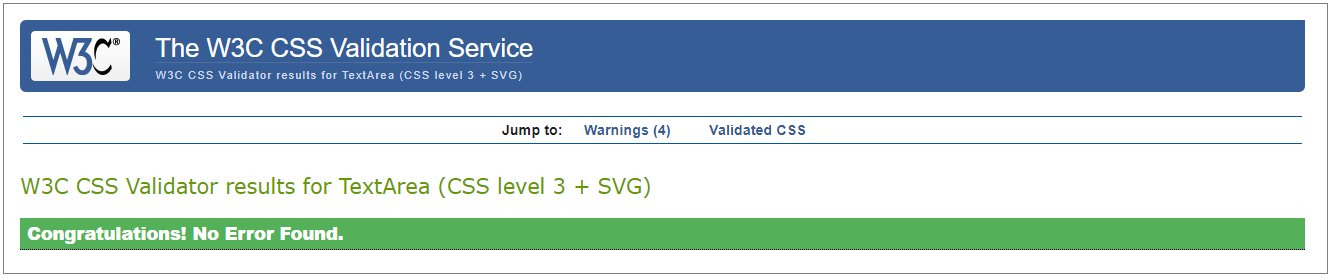 W3C®
The W3C CSS Validation Service
W3C CSS Validator results for TextArea (CSS level 3 + SVG)
Jump to: Warnings (4) Validated CSS
W3C CSS Validator results for TextArea (CSS level 3 + SVG)
Congratulations! No Error Found.